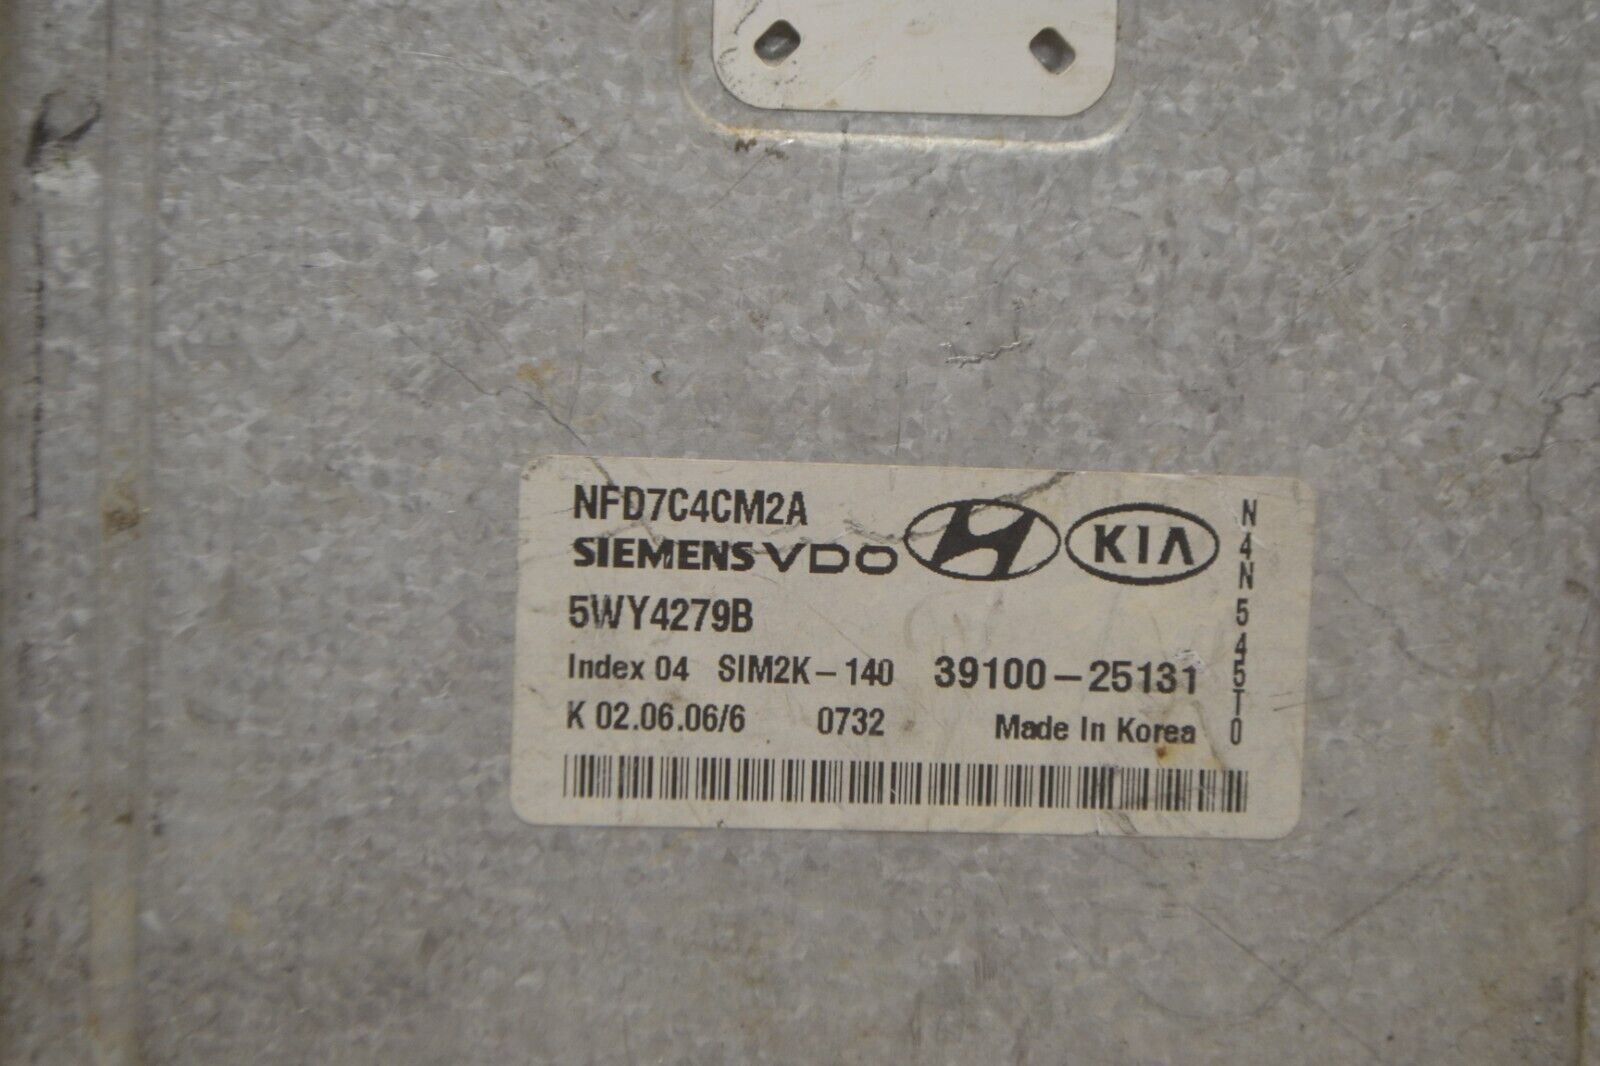 NFD7C4CM2A
SIEMENS VDO KIA
5WY4279B
Index 04 SIM2K-140 39100-25131
K 02.06.06/6 0732 Made In Korea
N4N545T0